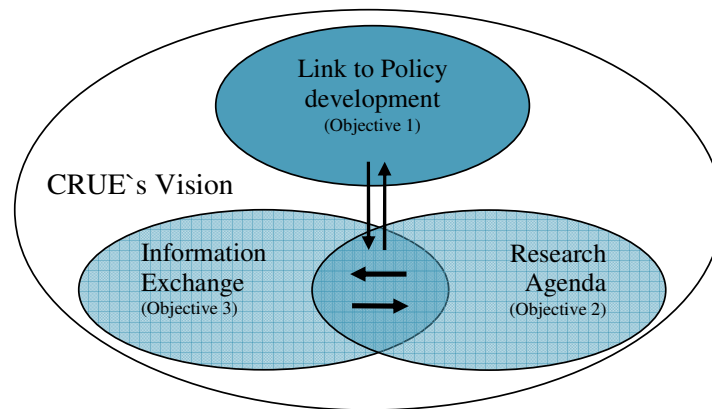 Link to Policy
development
(Objective 1)
CRUE`s Vision
Information
Exchange
(Objective 3)
Research
Agenda
(Objective 2)